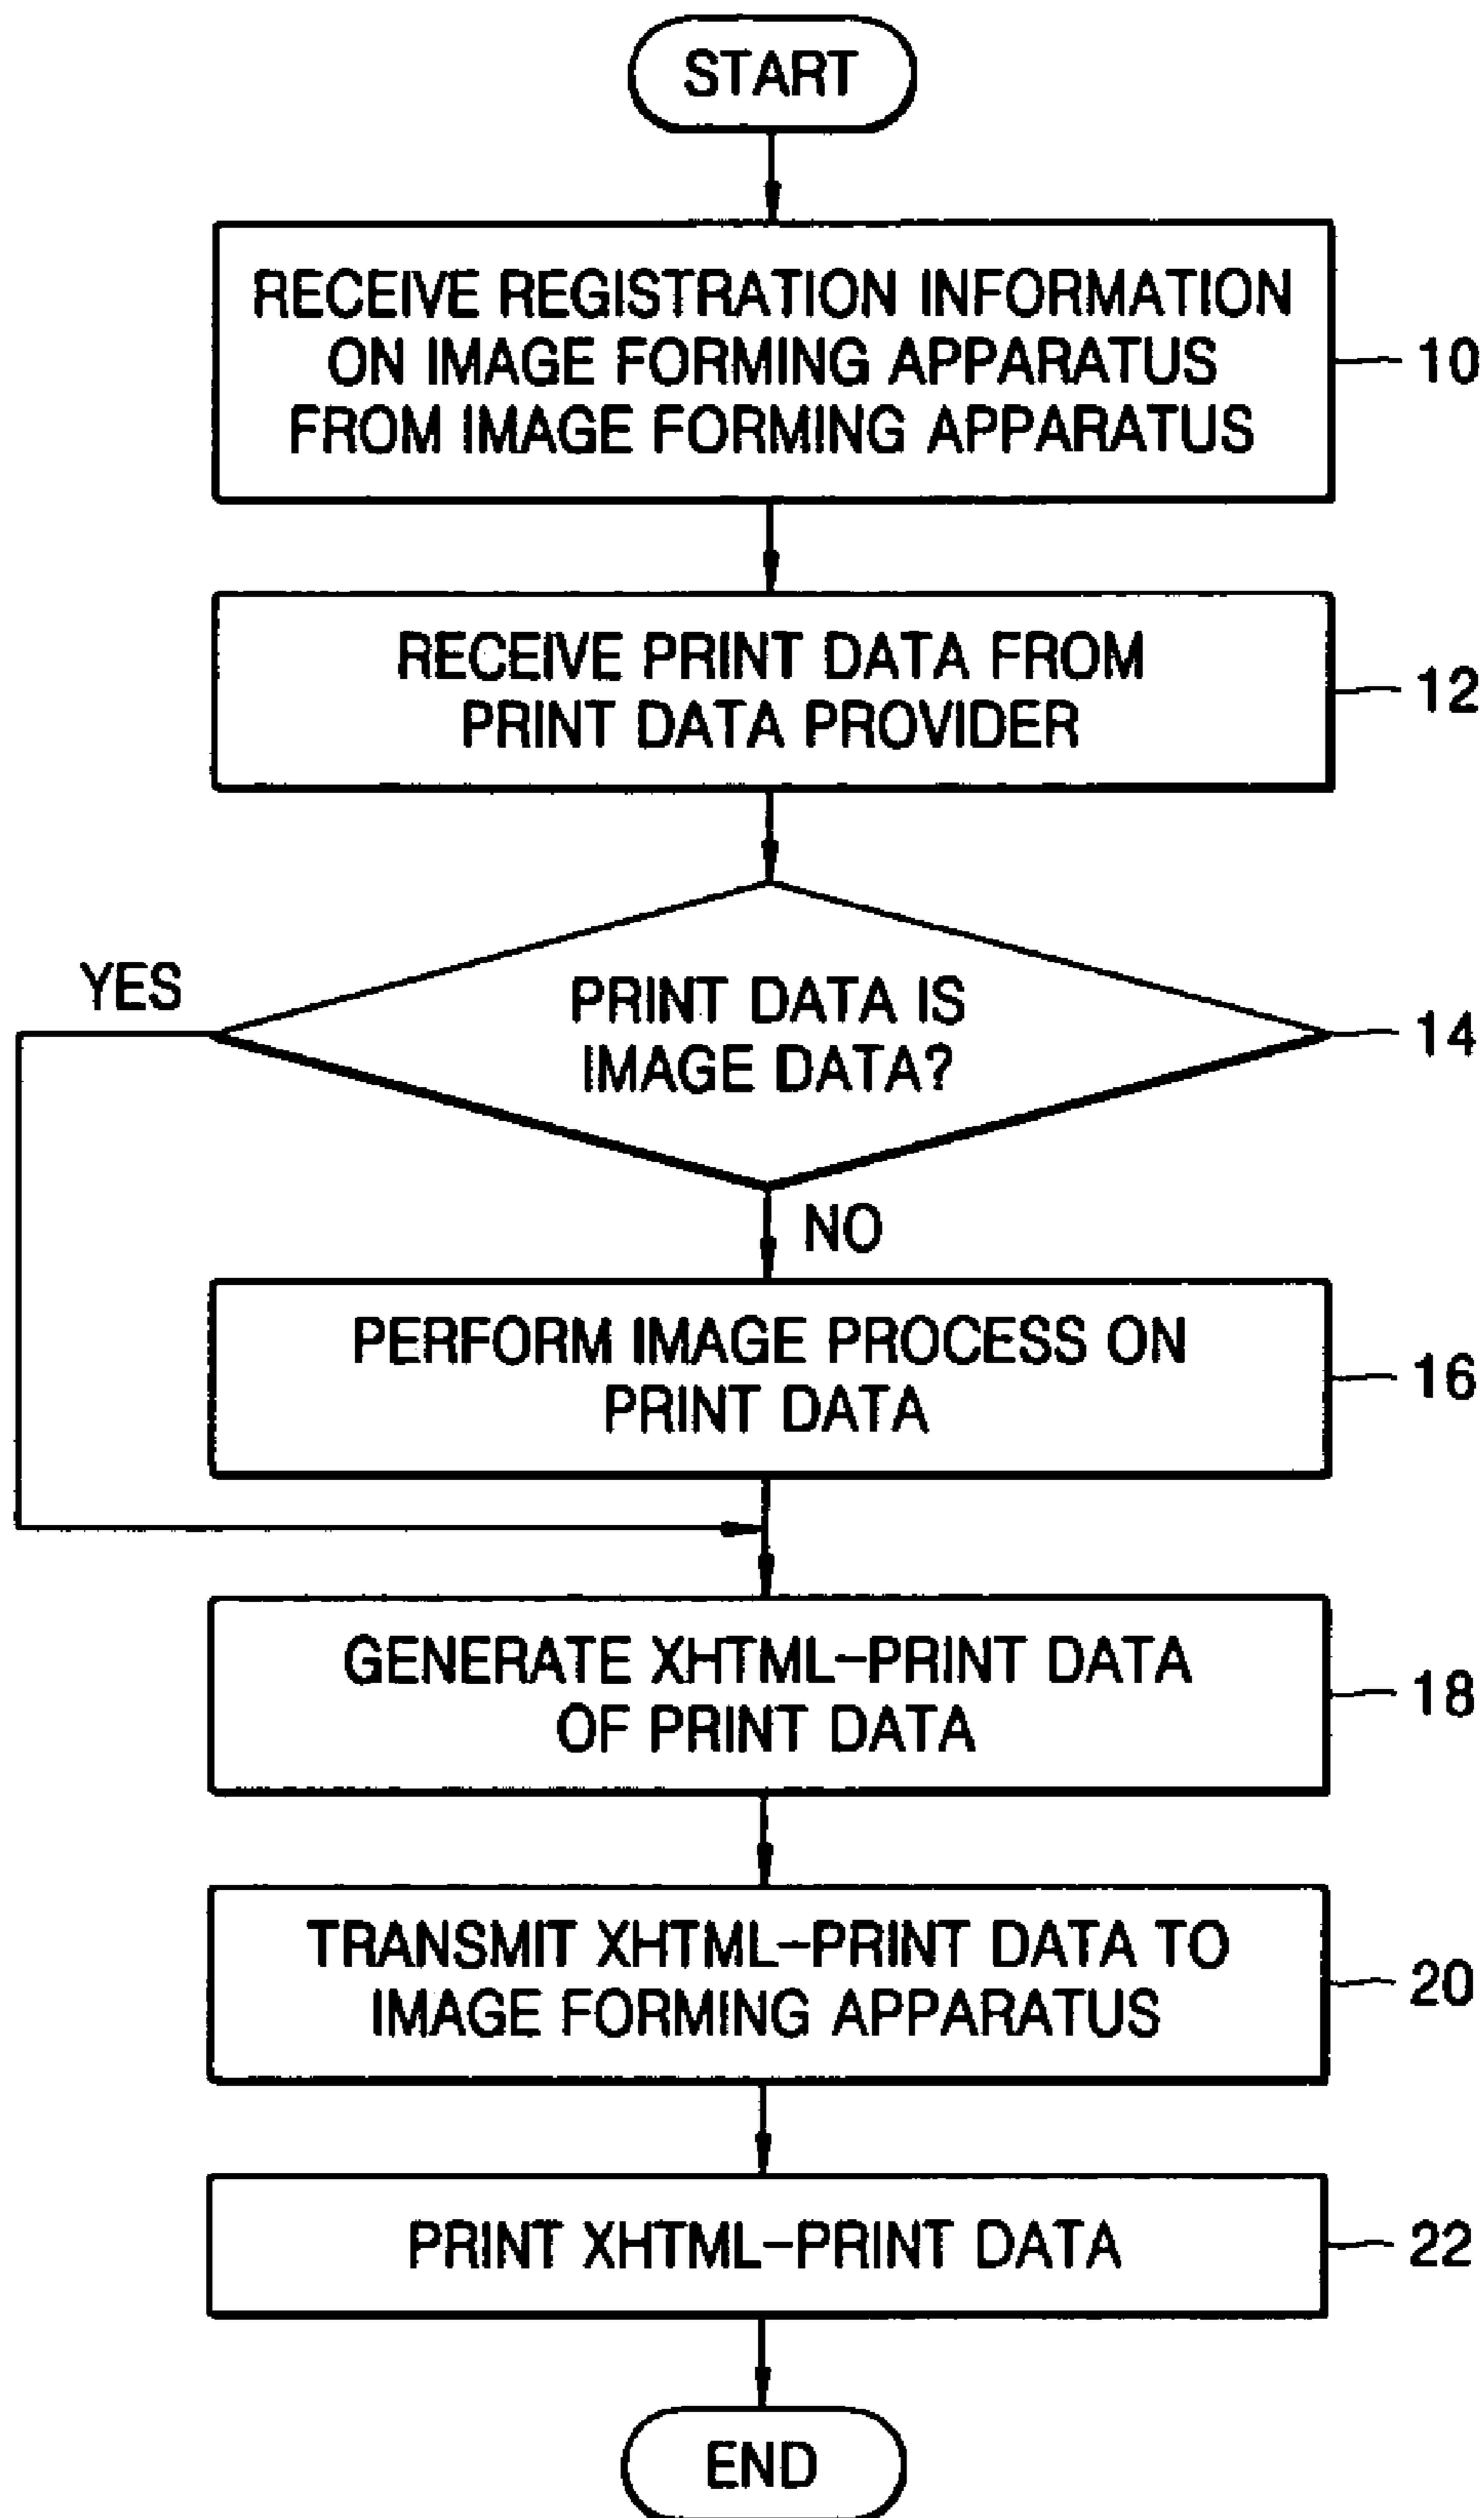 START
RECEIVE REGISTRATION INFORMATION
ON IMAGE FORMING APPARATUS
FROM IMAGE FORMING APPARATUS
10
RECEIVE PRINT DATA FROM
PRINT DATA PROVIDER
12
YES
PRINT DATA IS
IMAGE DATA?
14
NO
PERFORM IMAGE PROCESS ON
PRINT DATA
16
GENERATE XHTML-PRINT DATA
OF PRINT DATA
18
TRANSMIT XHTML-PRINT DATA TO
IMAGE FORMING APPARATUS
20
PRINT XHTML-PRINT DATA
22
END